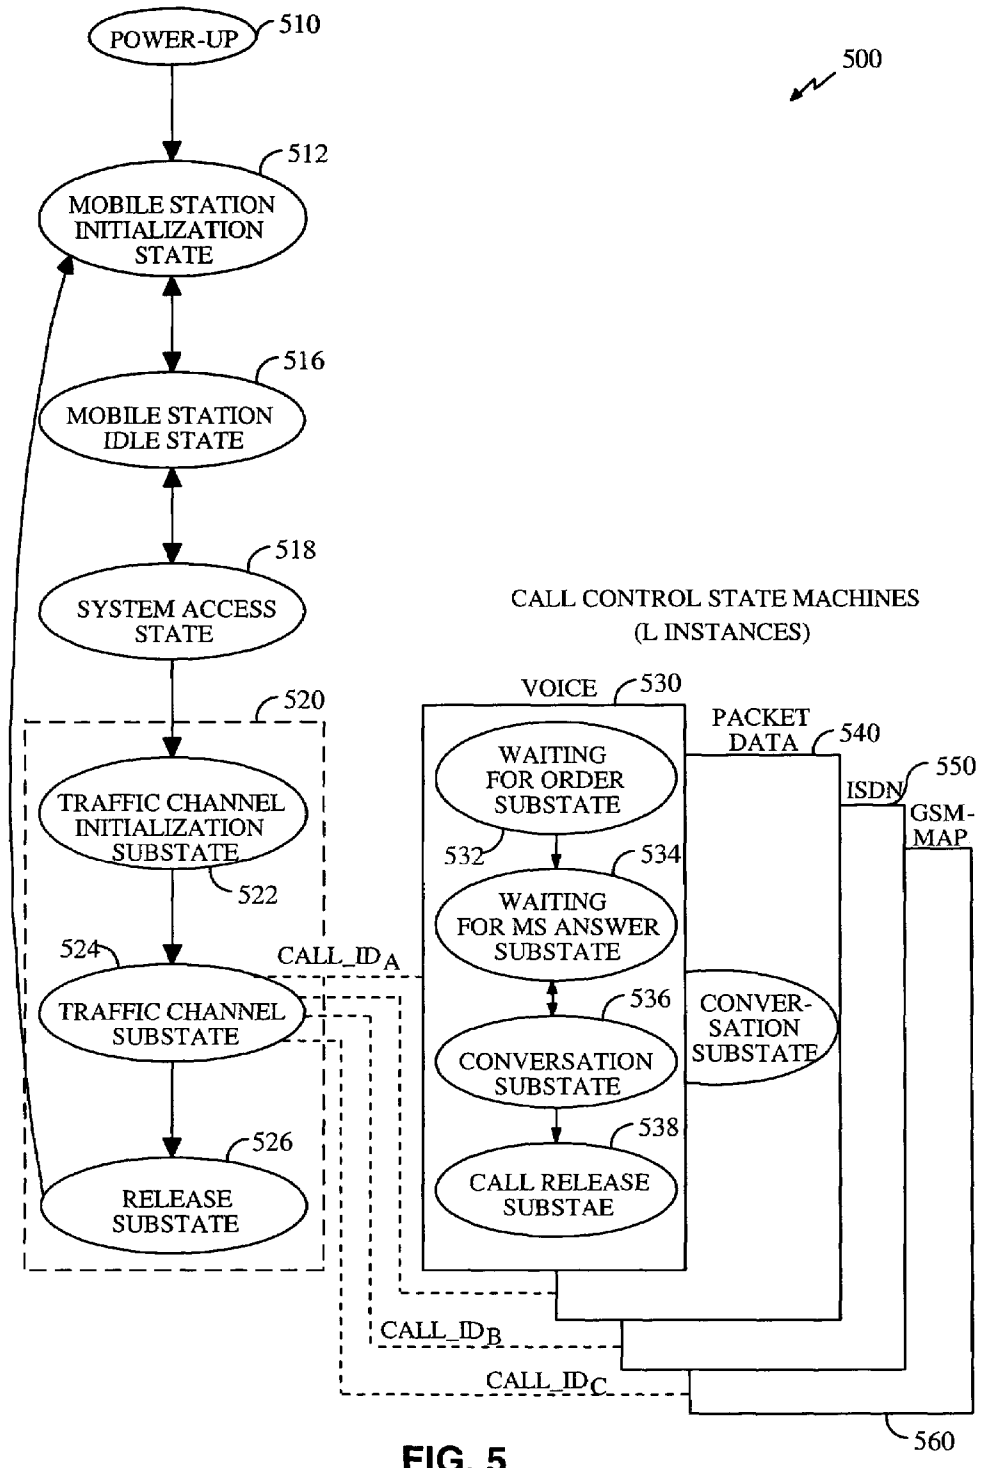 POWER-UP
510
500
512
MOBILE STATION
INITIALIZATION
STATE
516
MOBILE STATION
IDLE STATE
518
SYSTEM ACCESS
STATE
CALL CONTROL STATE MACHINES
(L INSTANCES)
520
TRAFFIC CHANNEL
INITIALIZATION
SUBSTATE
522
524
TRAFFIC CHANNEL
SUBSTATE
526
RELEASE
SUBSTATE
CALL_IDA
CALL_IDB
CALL_IDC
VOICE
530
WAITING
FOR ORDER
SUBSTATE
532
534
WAITING
FOR MS ANSWER
SUBSTATE
536
CONVERSATION
SUBSTATE
538
CALL RELEASE
SUBSTAE
PACKET
DATA
540
CONVER-
SATION
SUBSTATE
ISDN
550
GSM-
MAP
560
FIG. 5